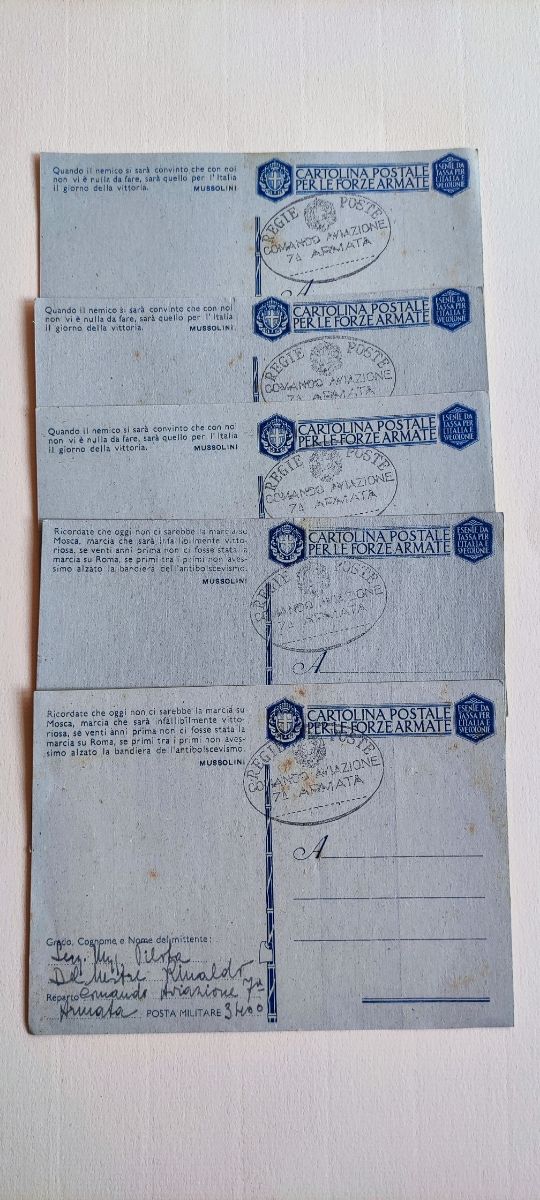 Quando il nemico si sarà convinto che con noi
non vi è nulla da fare, sarà quello per l'Italia
il giorno della vittoria. MUSSOLINI
CARTOLINA POSTALE
PER LE FORZE ARMATE
ESENTE DA
TASSA PER
L'ITALIA E
SVE COLONIE
REGIE POSTE
COMANDO AVIAZIONE
7a ARMATA
A
Quando il nemico si sarà convinto che con noi
non vi è nulla da fare, sarà quello per l'Italia
il giorno della vittoria. MUSSOLINI.
CARTOLINA POSTALE
PER LE FORZE ARMATE
ESENTE DA
TASSA PER
L'ITALIA E
SVE COLONIE
REGIE POSTE
COMANDO AVIAZIONE
7a ARMATA
Quando il nemico si sarà convinto che con noi
non vi è nulla da fare, sarà quello per l'Italia
il giorno della vittoria. MUSSOLINI
CARTOLINA POSTALE
PER LE FORZE ARMATE
ESENTE DA
TASSA PER
L'ITALIA E
SVE COLONIE
REGIE POSTE
COMANDO AVIAZIONE
7a ARMATA
Ricordate che oggi non ci sarebbe la marcia su
Mosca, marcia che sarà infallibilmente vitto-
riosa, se venti anni prima non ci fosse stata la
marcia su Roma, se primi tra i primi non aves-
simo alzato la bandiera dell'antibolscevismo.
MUSSOLINI
CARTOLINA POSTALE
PER LE FORZE ARMATE
ESENTE DA
TASSA PER
L'ITALIA E
SVE COLONIE
REGIE POSTE
COMANDO AVIAZIONE
7a ARMATA
A
Ricordate che oggi non ci sarebbe la marcia su
Mosca, marcia che sarà infallibilmente vitto-
riosa, se venti anni prima non ci fosse stata la
marcia su Roma, se primi tra i primi non aves-
simo alzato la bandiera dell'antibolscevismo.
MUSSOLINI
CARTOLINA POSTALE
PER LE FORZE ARMATE
ESENTE DA
TASSA PER
L'ITALIA E
SVE COLONIE
REGIE POSTE
COMANDO AVIAZIONE
7a ARMATA
A
Grado, Cognome e Nome del mittente:
Pilota
Del Rinaldo
Reparto Comando Aviazione 7a
Armata POSTA MILITARE 3400